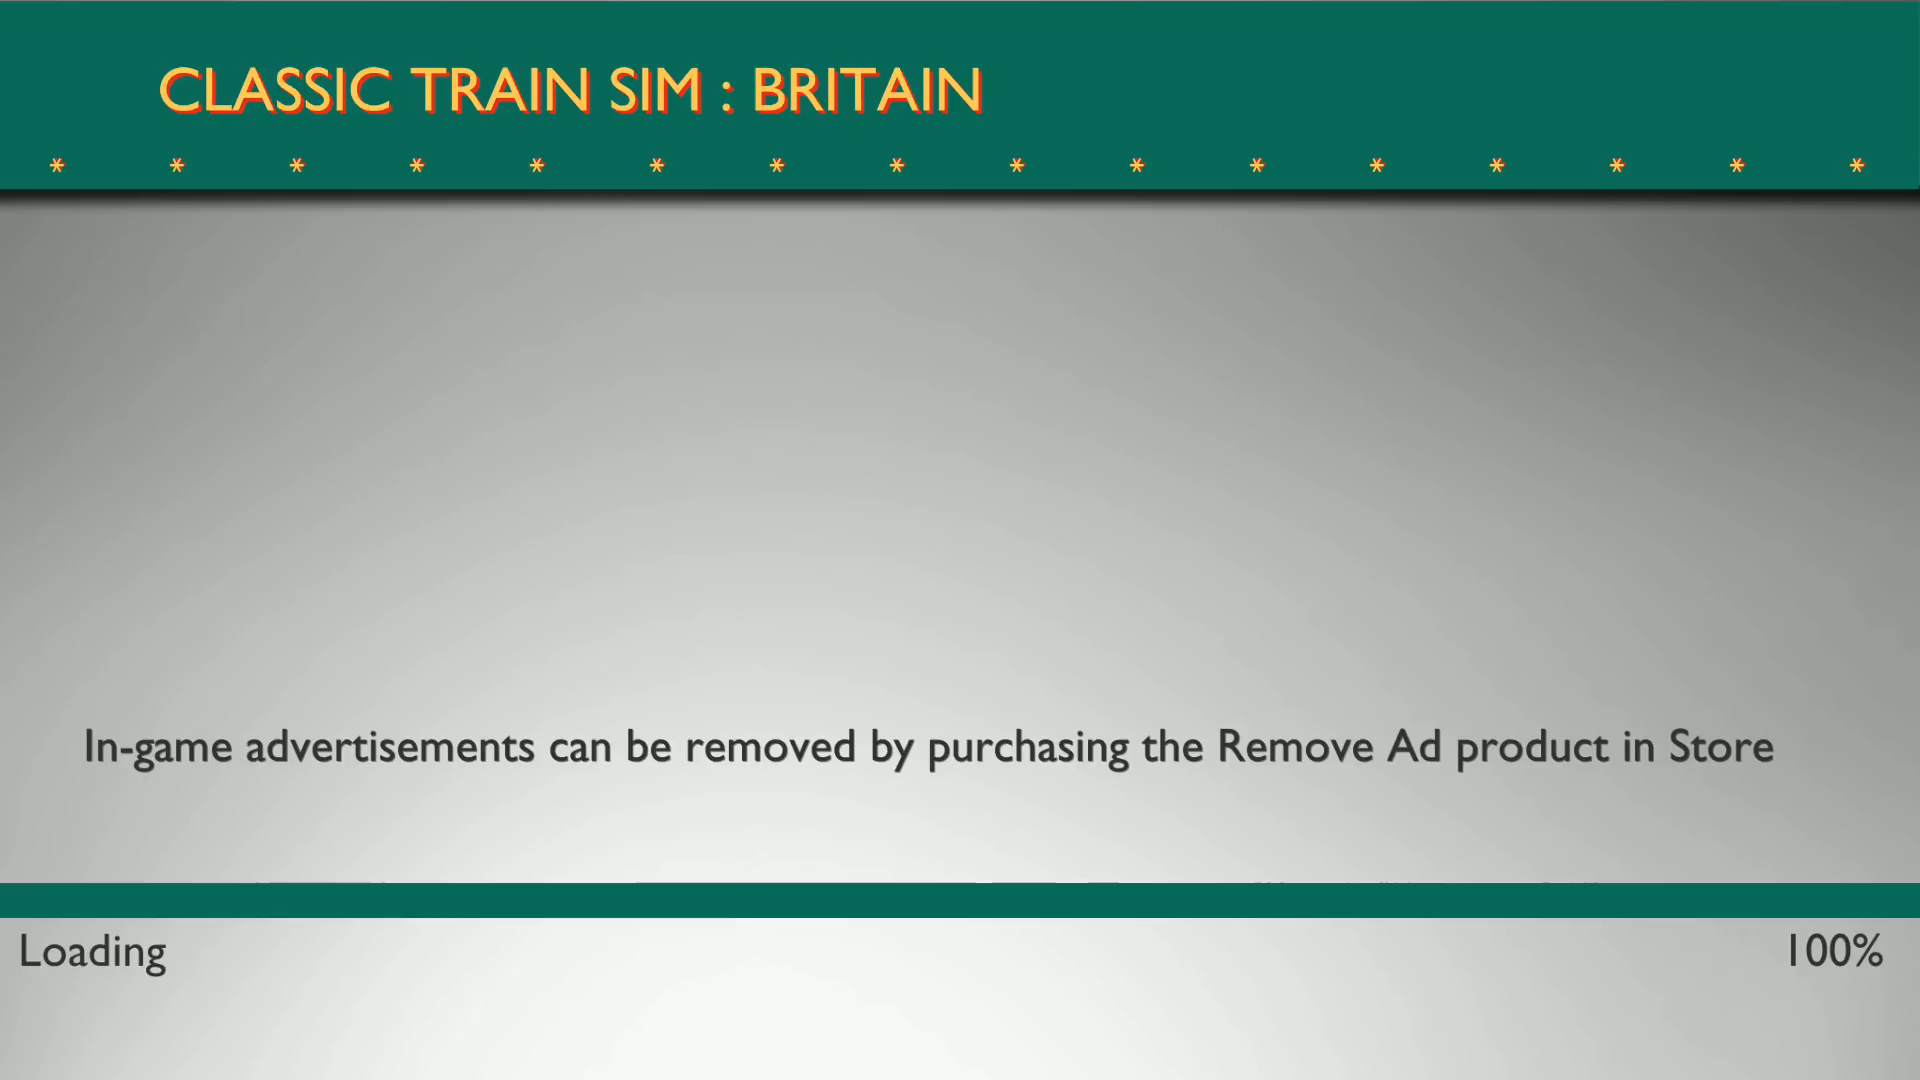 CLASSIC TRAIN SIM : BRITAIN
* * * * * * * * * * * * * * * *
In-game advertisements can be removed by purchasing the Remove Ad product in Store
Loading 100%